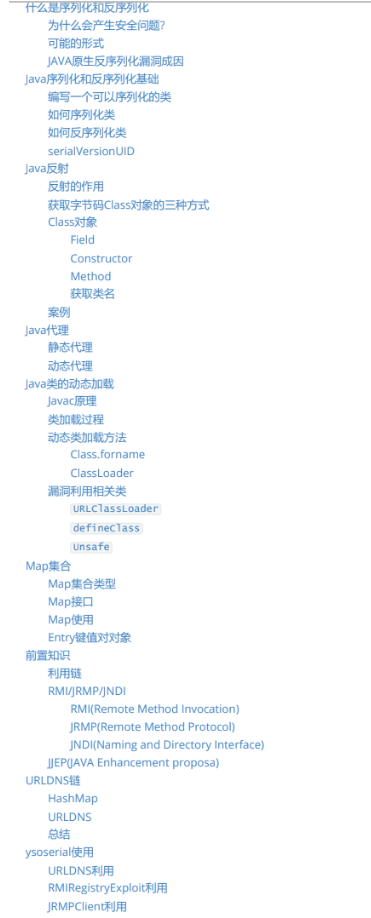 什么是序列化和反序列化
为什么会产生安全问题?
可能的形式
JAVA原生反序列化漏洞成因
Java序列化和反序列化基础
编写一个可以序列化的类
如何序列化类
如何反序列化类
serialVersionUID
Java反射
反射的作用
获取字节码Class对象的三种方式
Class对象
Field
Constructor
Method
获取类名
案例
Java代理
静态代理
动态代理
Java类的动态加载
Javac原理
类加载过程
动态类加载方法
Class.forname
ClassLoader
漏洞利用相关类
URLClassLoader
defineClass
Unsafe
Map集合
Map集合类型
Map接口
Map使用
Entry键值对对象
前置知识
利用链
RMI/JRMP/JNDI
RMI(Remote Method Invocation)
JRMP(Remote Method Protocol)
JNDI(Naming and Directory Interface)
JJEP(JAVA Enhancement proposa)
URLDNS链
HashMap
URLDNS
总结
ysoserial使用
URLDNS利用
RMIRegistryExploit利用
JRMPClient利用